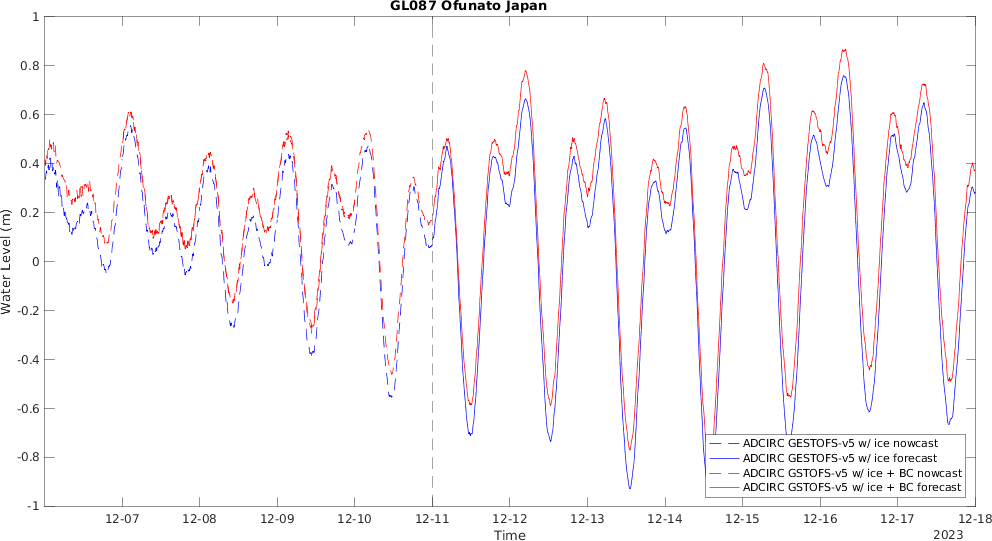 GL087 Ofunato Japan
1
0.8
0.6
0.4
0.2
0
-0.2
-0.4
-0.6
-0.8
-1
Water Level (m)
ADCIRC GESTOFS-v5 w/ ice nowcast
ADCIRC GESTOFS-v5 w/ ice forecast
ADCIRC GSTOFS-v5 w/ ice + BC nowcast
ADCIRC GSTOFS-v5 w/ ice + BC forecast
12-07 12-08 12-09 12-10 12-11 12-12 12-13 12-14 12-15 12-16 12-17 12-18
Time
2023